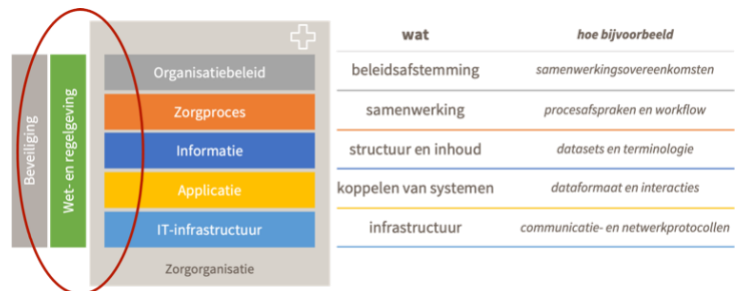 wat
hoe bijvoorbeeld
Beveiliging
Wet- en regelgeving
Organisatiebeleid
beleidsafstemming
samenwerkingsovereenkomsten
Zorgproces
samenwerking
procesafspraken en workflow
Informatie
structuur en inhoud
datasets en terminologie
Applicatie
koppelen van systemen
dataformaat en interacties
IT-infrastructuur
infrastructuur
communicatie- en netwerkprotocollen
Zorgorganisatie